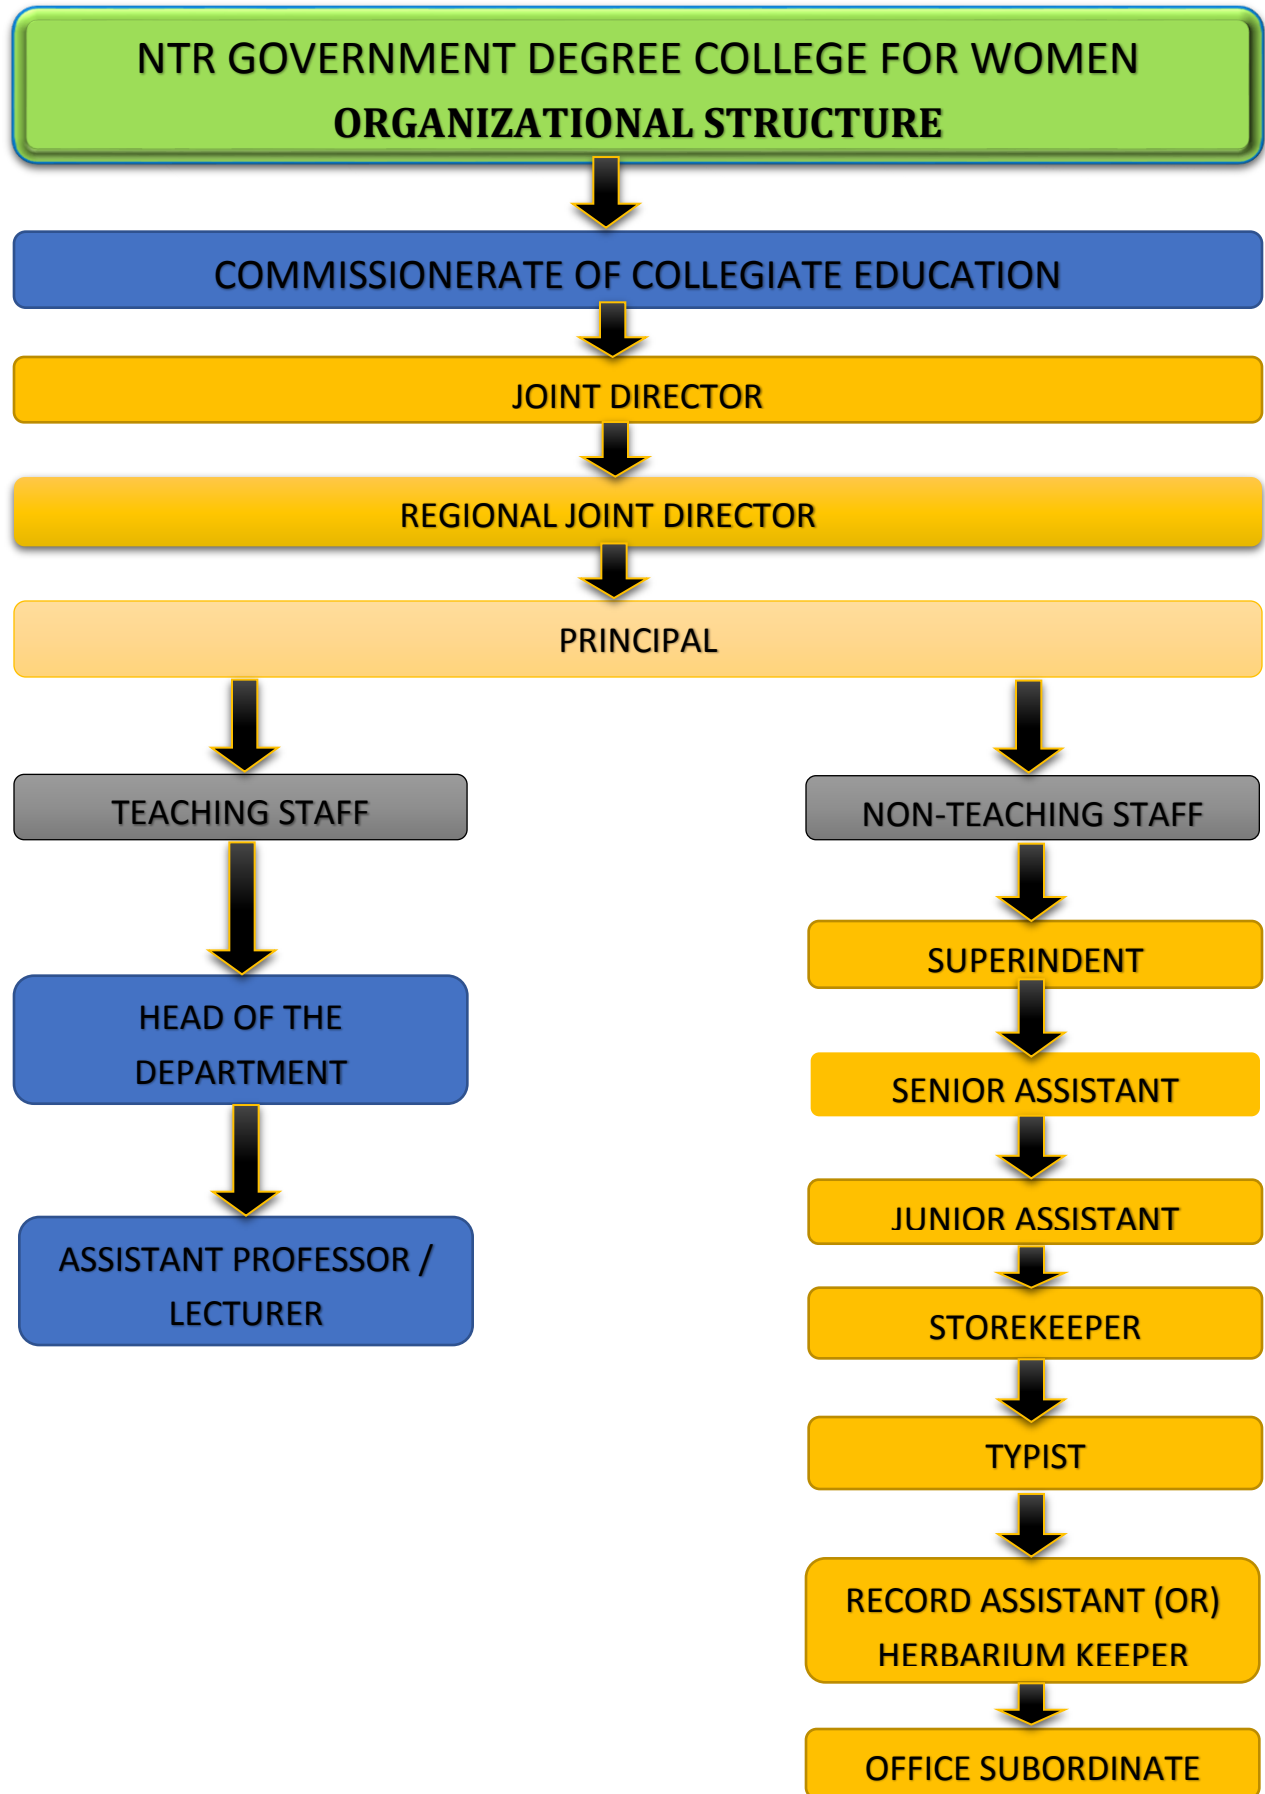 NTR GOVERNMENT DEGREE COLLEGE FOR WOMEN
ORGANIZATIONAL STRUCTURE
COMMISSIONERATE OF COLLEGIATE EDUCATION
JOINT DIRECTOR
REGIONAL JOINT DIRECTOR
PRINCIPAL
TEACHING STAFF
HEAD OF THE
DEPARTMENT
ASSISTANT PROFESSOR /
LECTURER
NON-TEACHING STAFF
SUPERINDENT
SENIOR ASSISTANT
JUNIOR ASSISTANT
STOREKEEPER
TYPIST
RECORD ASSISTANT (OR)
HERBARIUM KEEPER
OFFICE SUBORDINATE